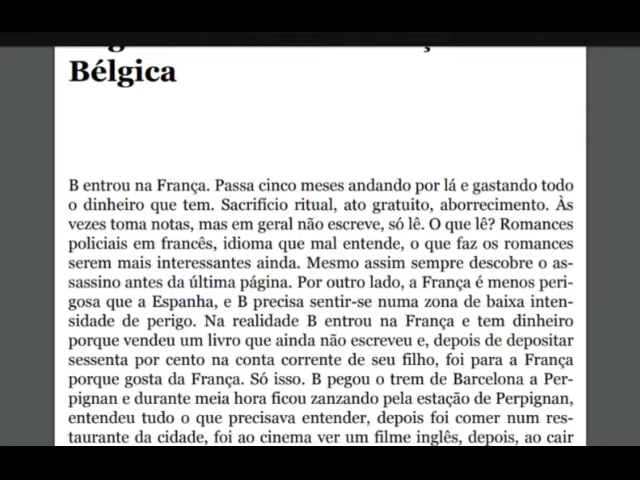 Bélgica
B entrou na França. Passa cinco meses andando por lá e gastando todo
o dinheiro que tem. Sacrifício ritual, ato gratuito, aborrecimento. Às
vezes toma notas, mas em geral não escreve, só lê. O que lê? Romances
policiais em francês, idioma que mal entende, o que faz os romances
serem mais interessantes ainda. Mesmo assim sempre descobre o as-
sassino antes da última página. Por outro lado, a França é menos peri-
gosa que a Espanha, e B precisa sentir-se numa zona de baixa inten-
sidade de perigo. Na realidade B entrou na França e tem dinheiro
porque vendeu um livro que ainda não escreveu e, depois de depositar
sessenta por cento na conta corrente de seu filho, foi para a França
porque gosta da França. Só isso. B pegou o trem de Barcelona a Per-
pignan e durante meia hora ficou zanzando pela estação de Perpignan,
entendeu tudo o que precisava entender, depois foi comer num res-
taurante da cidade, foi ao cinema ver um filme inglês, depois, ao cair